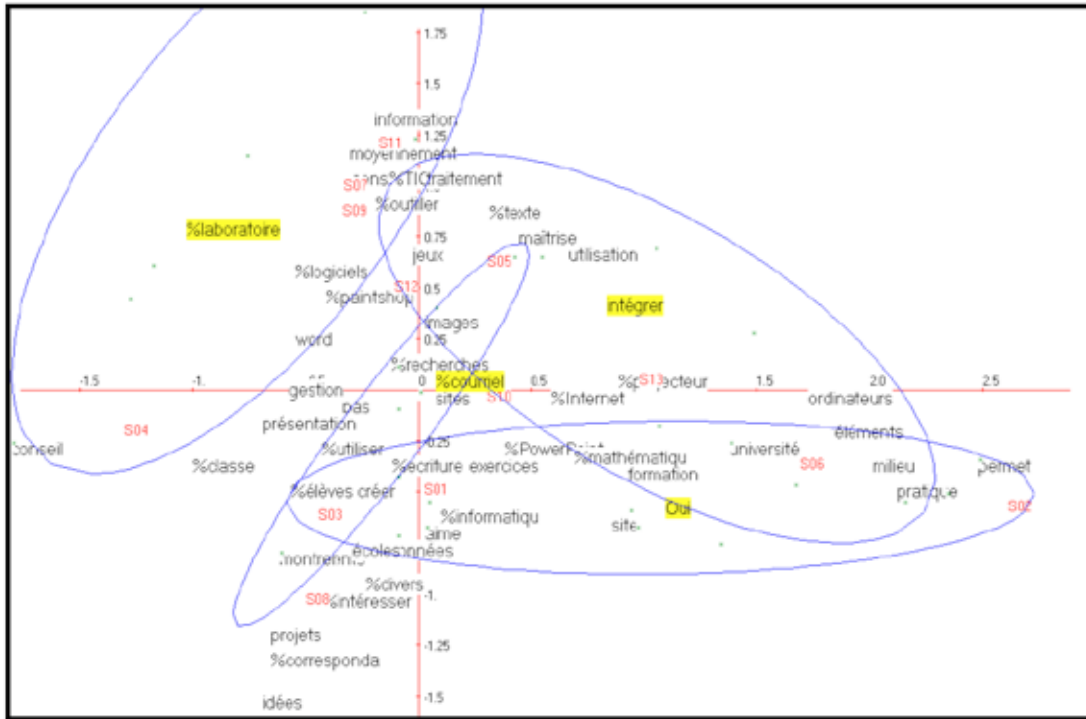 1.75
1.5
information
1.25
S11
moyennement
sens%TICtraitement
S07
%outiler
S09
%texte
%laboratoire
maîtrise
0.75
jeux
utilisation
S05
%logiciels
S12
0.5
%paintshop
intégrer
images
word
0.25
%recherches
-1.5
-1.
0
%courriel
0.5
S13
1.5
2.0
2.5
gestion
sites
S10
%Internet
ordinateurs
pas
présentation
S04
éléments
conseil
%utiliser
-0.25
%PowerPoint
université
%classe
%écriture exercices
%mathématiqu
S06
milieu
permet
formation
%élèves créer
S01
pratique
S03
%informatiqu
Oui
S02
aime
site
écoles
données
%divers
-1.
S08
%intéresser
projets
-1.25
%corresponda
idées
-1.5